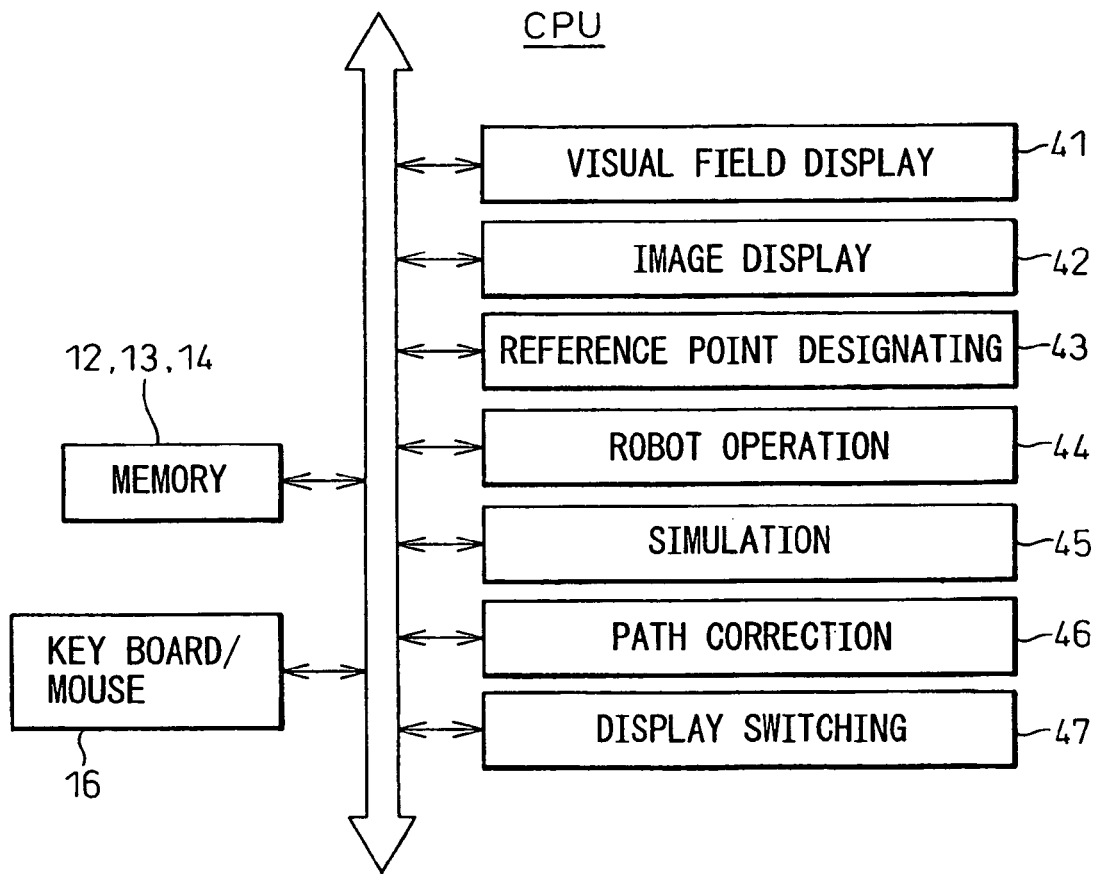 CPU
VISUAL FIELD DISPLAY
41
IMAGE DISPLAY
42
REFERENCE POINT DESIGNATING
43
12,13,14
ROBOT OPERATION
44
MEMORY
SIMULATION
45
KEY BOARD/
MOUSE
PATH CORRECTION
46
DISPLAY SWITCHING
47
16